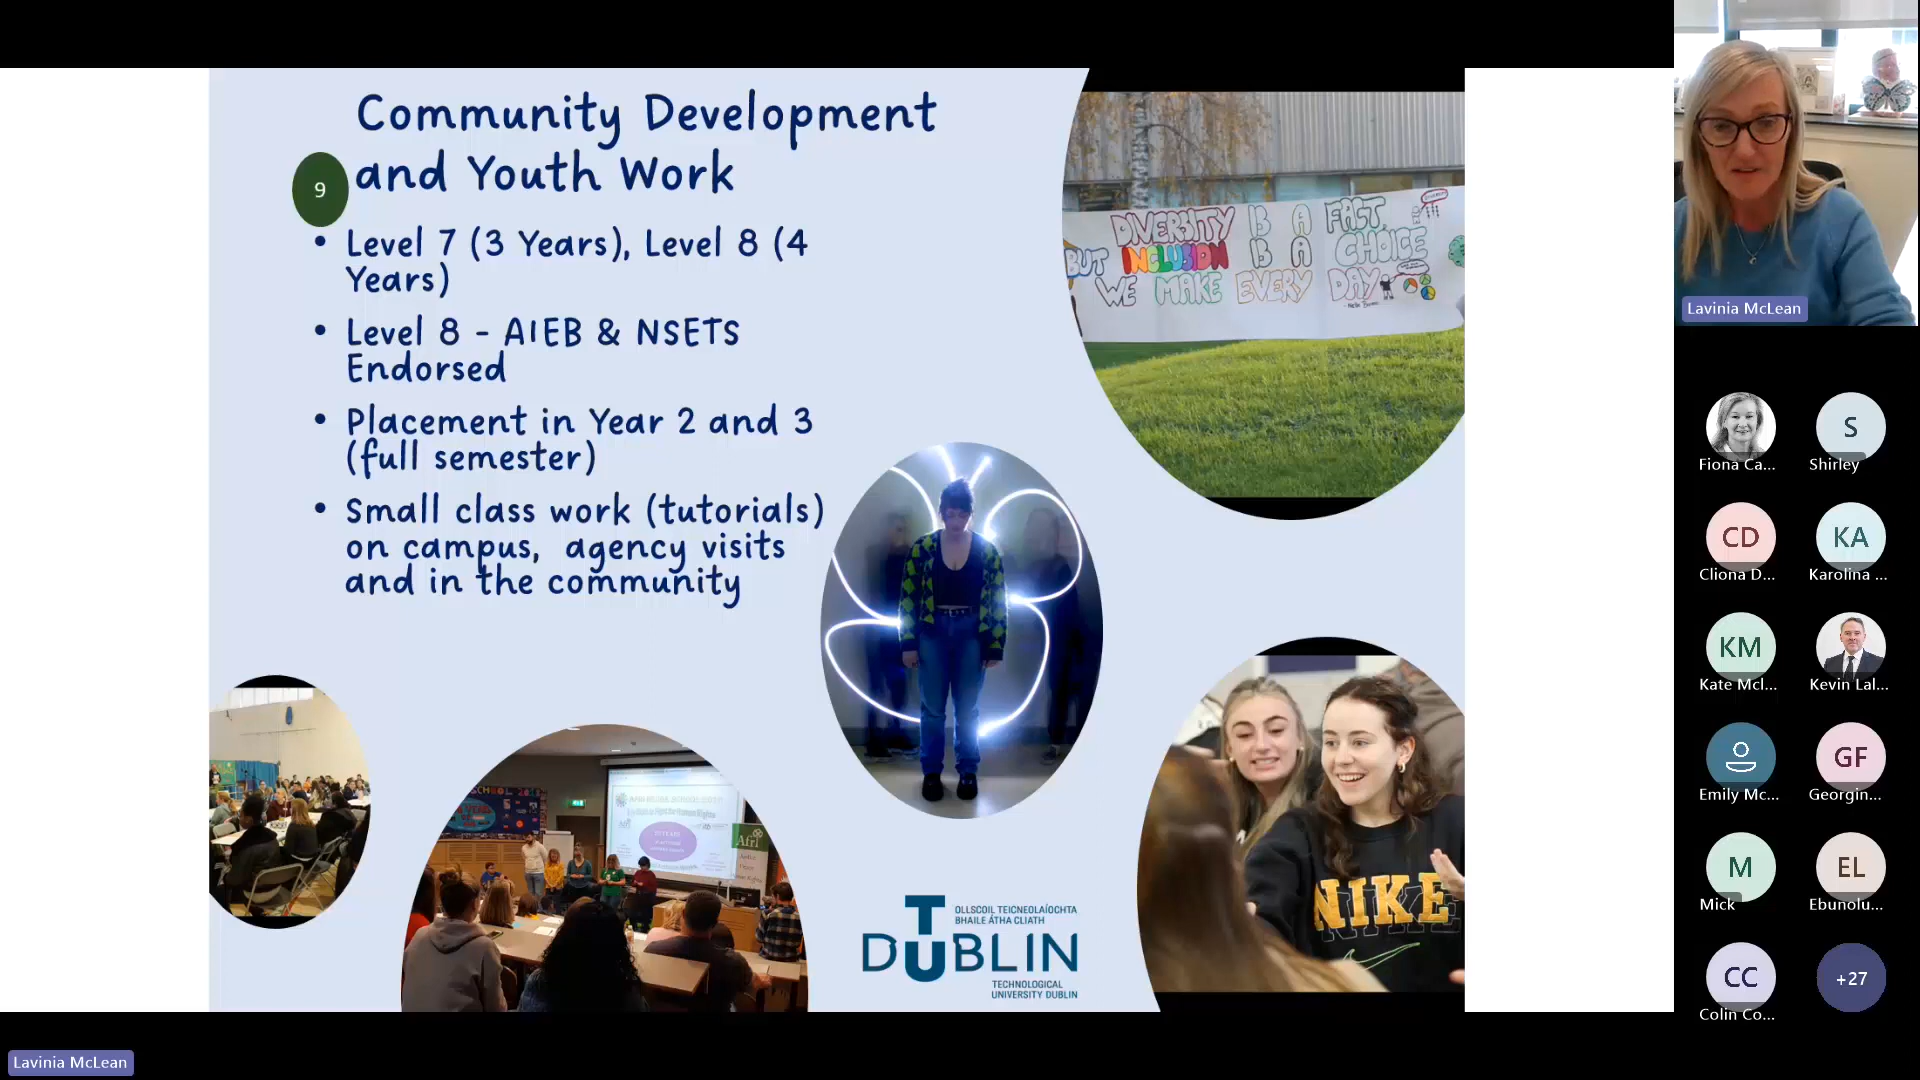 Community Development
and Youth Work
9
• Level 7 (3 Years), Level 8 (4
Years)
• Level 8 - AIEB & NSETS
Endorsed
• Placement in Year 2 and 3
(full semester)
• Small class work (tutorials)
on campus, agency visits
and in the community
DIVERSITY IS A FACT,
BUT INCLUSION IS A CHOICE
WE MAKE EVERY DAY
Afri
NIKE
OLLSCOIL TEICNEOLAÍOCHTA
BHAILE ÁTHA CLIATH
TU DUBLIN
TECHNOLOGICAL
UNIVERSITY DUBLIN
Lavinia McLean
Fiona Ca...
S
Shirley
CD
Cliona D...
KA
Karolina ...
KM
Kate McI...
Kevin Lal...
Emily Mc...
GF
Georgin...
M
Mick
EL
Ebunolu...
CC
Colin Co...
+27
Lavinia McLean